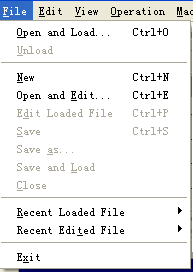 File Edit View Operation Mac
Open and Load... Ctrl+O
Unload
New Ctrl+N
Open and Edit... Ctrl+E
Edit Loaded File Ctrl+P
Save Ctrl+S
Save as...
Save and Load
Close
Recent Loaded File
Recent Edited File
Exit